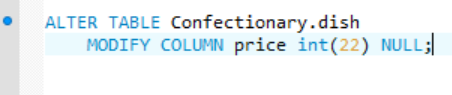 ALTER TABLE Confectionary.dish
MODIFY COLUMN price int(22) NULL;